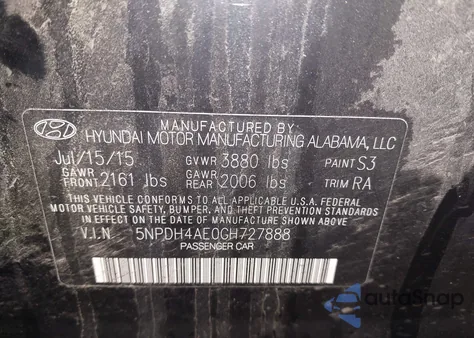 MANUFACTURED BY
HYUNDAI MOTOR MANUFACTURING ALABAMA, LLC
Jul/15/15 GVWR 3880 lbs PAINT S3
GAWR FRONT 2161 lbs GAWR REAR 2006 lbs TRIM RA
THIS VEHICLE CONFORMS TO ALL APPLICABLE U.S.A. FEDERAL
MOTOR VEHICLE SAFETY, BUMPER, AND THEFT PREVENTION STANDARDS
IN EFFECT ON THE DATE OF MANUFACTURE SHOWN ABOVE.
V.I.N. 5NPDH4AE0GH727888
PASSENGER CAR
autoSnap